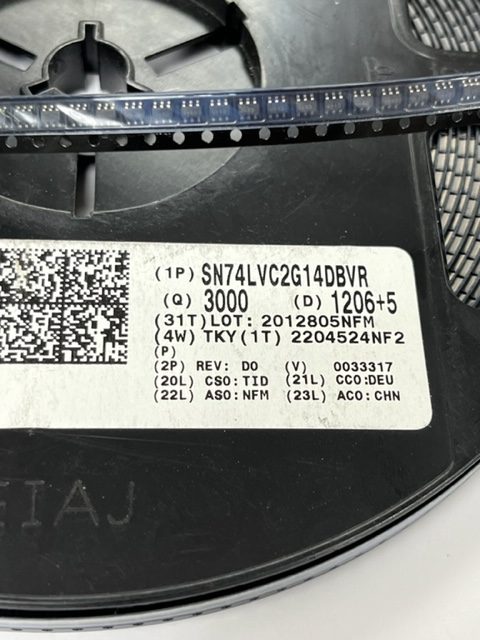 (1P) SN74LVC2G14DBVR
(Q) 3000 (D) 1206+5
(31T)LOT: 2012805NFM
(4W) TKY(1T) 2204524NF2
(P)
(2P) REV: D0 (V) 0033317
(20L) CSO:TID (21L) CCO:DEU
(22L) ASO:NFM (23L) ACO:CHN
EIAJ